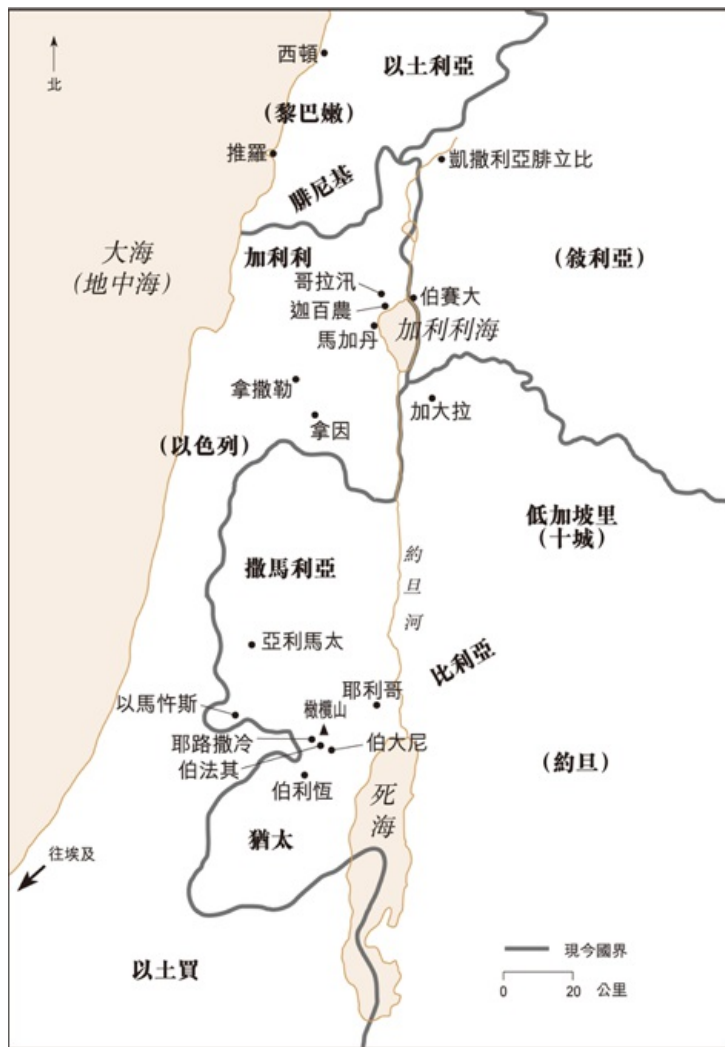 北
西頓
以土利亞
(黎巴嫩)
推羅
凱撒利亞腓立比
腓尼基
大海
(地中海)
加利利
(敍利亞)
哥拉汛
伯賽大
迦百農
馬加丹
加利利海
拿撒勒
加大拉
拿因
(以色列)
低加坡里
(十城)
約旦河
撒馬利亞
亞利馬太
比利亞
耶利哥
以馬忤斯
橄欖山
耶路撒冷
伯大尼
伯法其
(約旦)
伯利恆
死海
猶太
往埃及
現今國界
以土買
0 20 公里